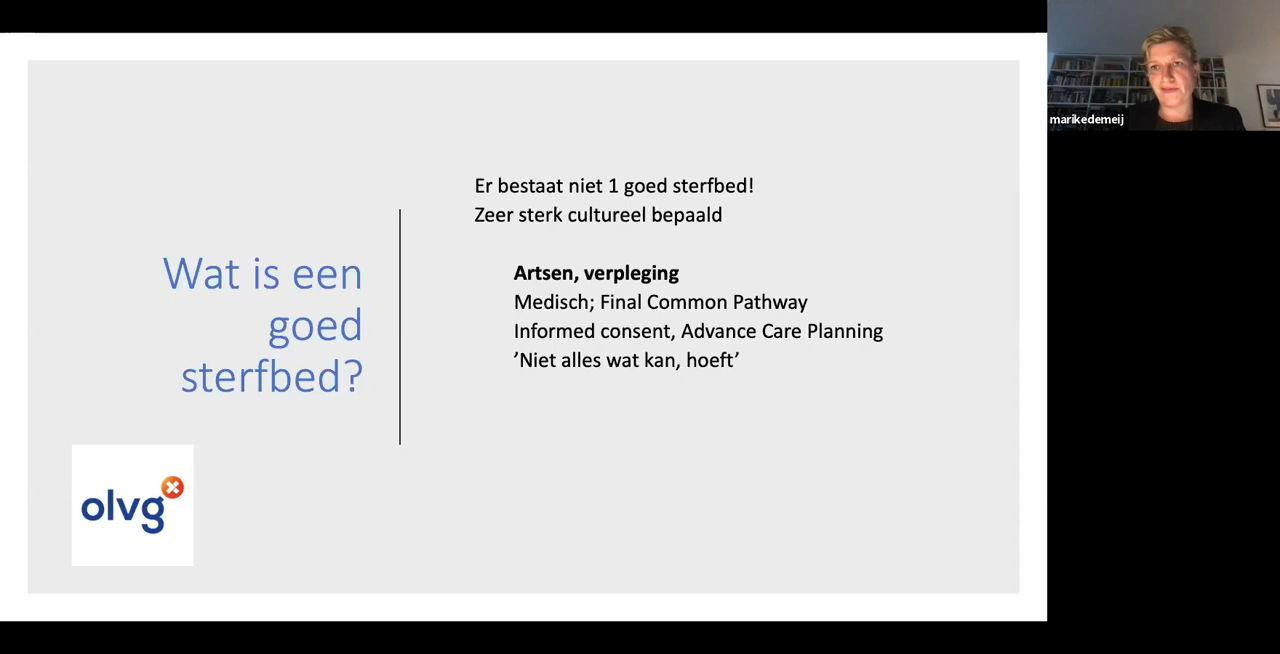 marikedemeij
Er bestaat niet 1 goed sterfbed!
Zeer sterk cultureel bepaald
Wat is een
goed
sterfbed?
Artsen, verpleging
Medisch; Final Common Pathway
Informed consent, Advance Care Planning
’Niet alles wat kan, hoeft’
olvg